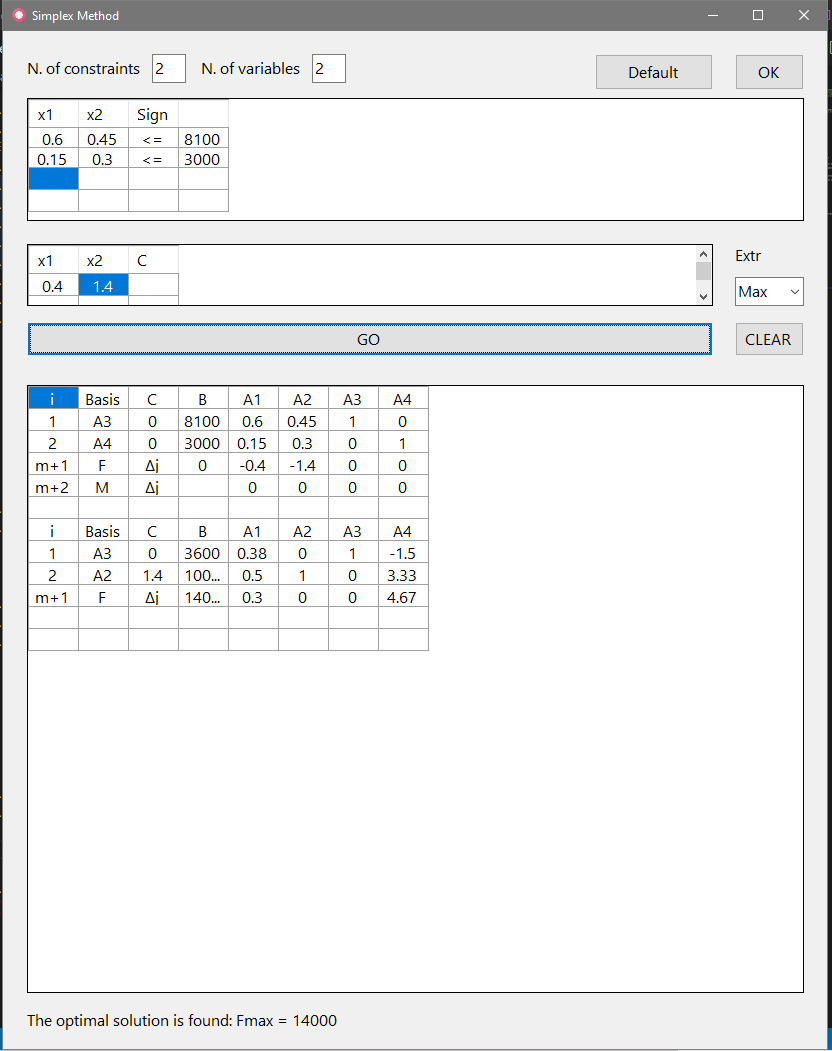 Simplex Method
N. of constraints 2 N. of variables 2 Default OK
x1 x2 Sign
0.6 0.45 <= 8100
0.15 0.3 <= 3000
x1 x2 C Extr
0.4 1.4 Max
GO CLEAR
i Basis C B A1 A2 A3 A4
1 A3 0 8100 0.6 0.45 1 0
2 A4 0 3000 0.15 0.3 0 1
m+1 F Δj 0 -0.4 -1.4 0 0
m+2 M Δj 0 0 0 0
i Basis C B A1 A2 A3 A4
1 A3 0 3600 0.38 0 1 -1.5
2 A2 1.4 100... 0.5 1 0 3.33
m+1 F Δj 140... 0.3 0 0 4.67
The optimal solution is found: Fmax = 14000